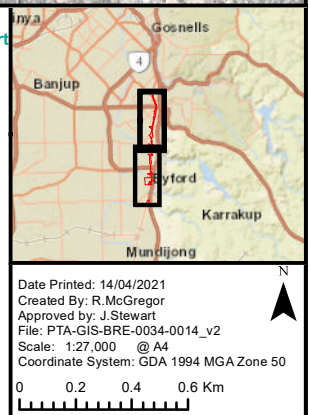 Gosnells
4
Banjup
Karrakup
Mundijong
N
Date Printed: 14/04/2021
Created By: R.McGregor
Approved by: J.Stewart
File: PTA-GIS-BRE-0034-0014_v2
Scale: 1:27,000 @ A4
Coordinate System: GDA 1994 MGA Zone 50
0 0.2 0.4 0.6 Km